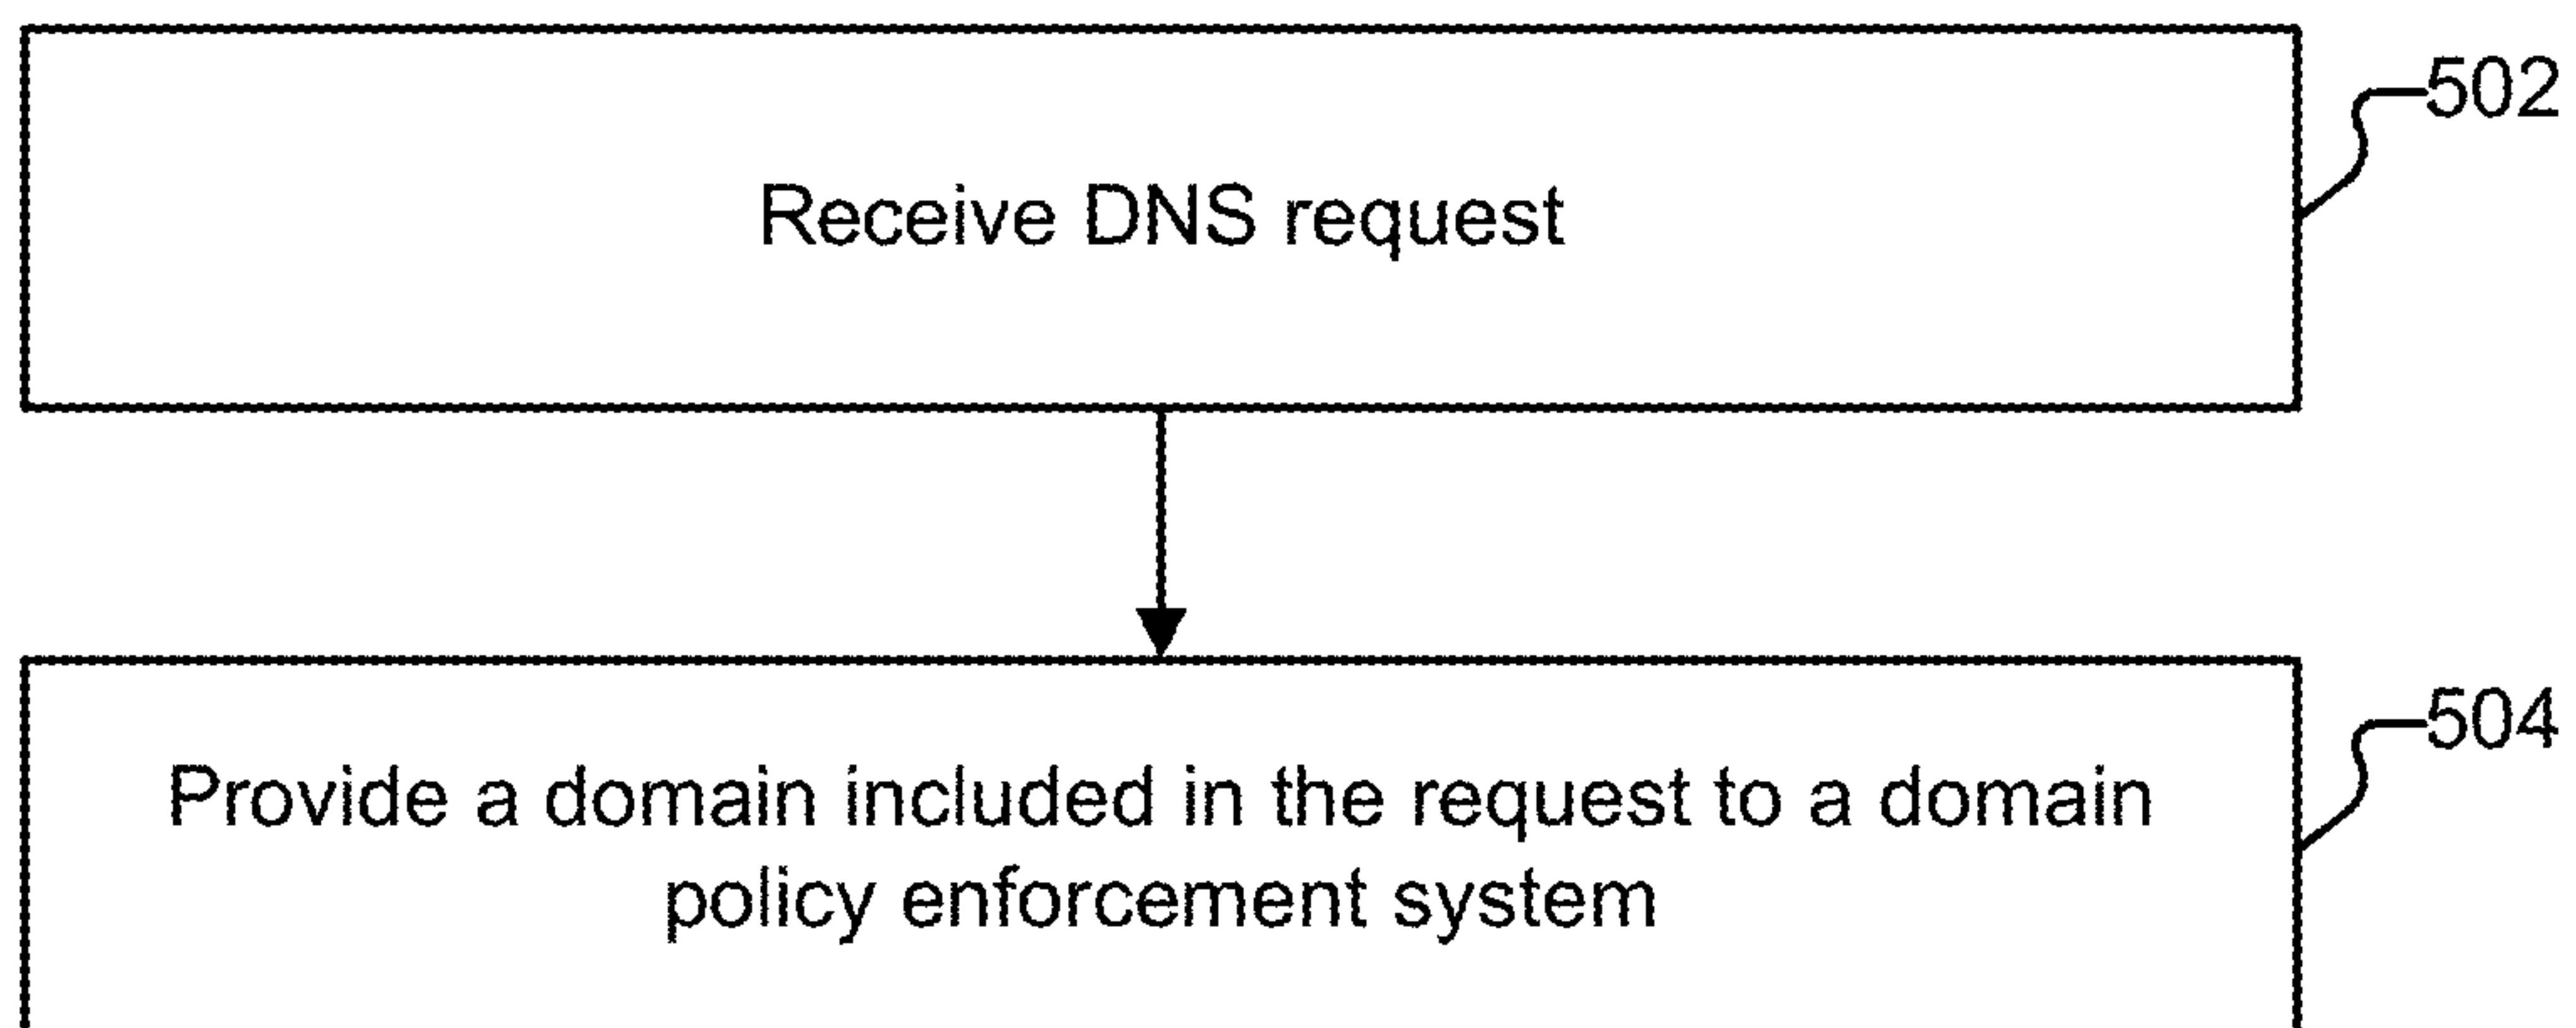 502
Receive DNS request
504
Provide a domain included in the request to a domain
policy enforcement system